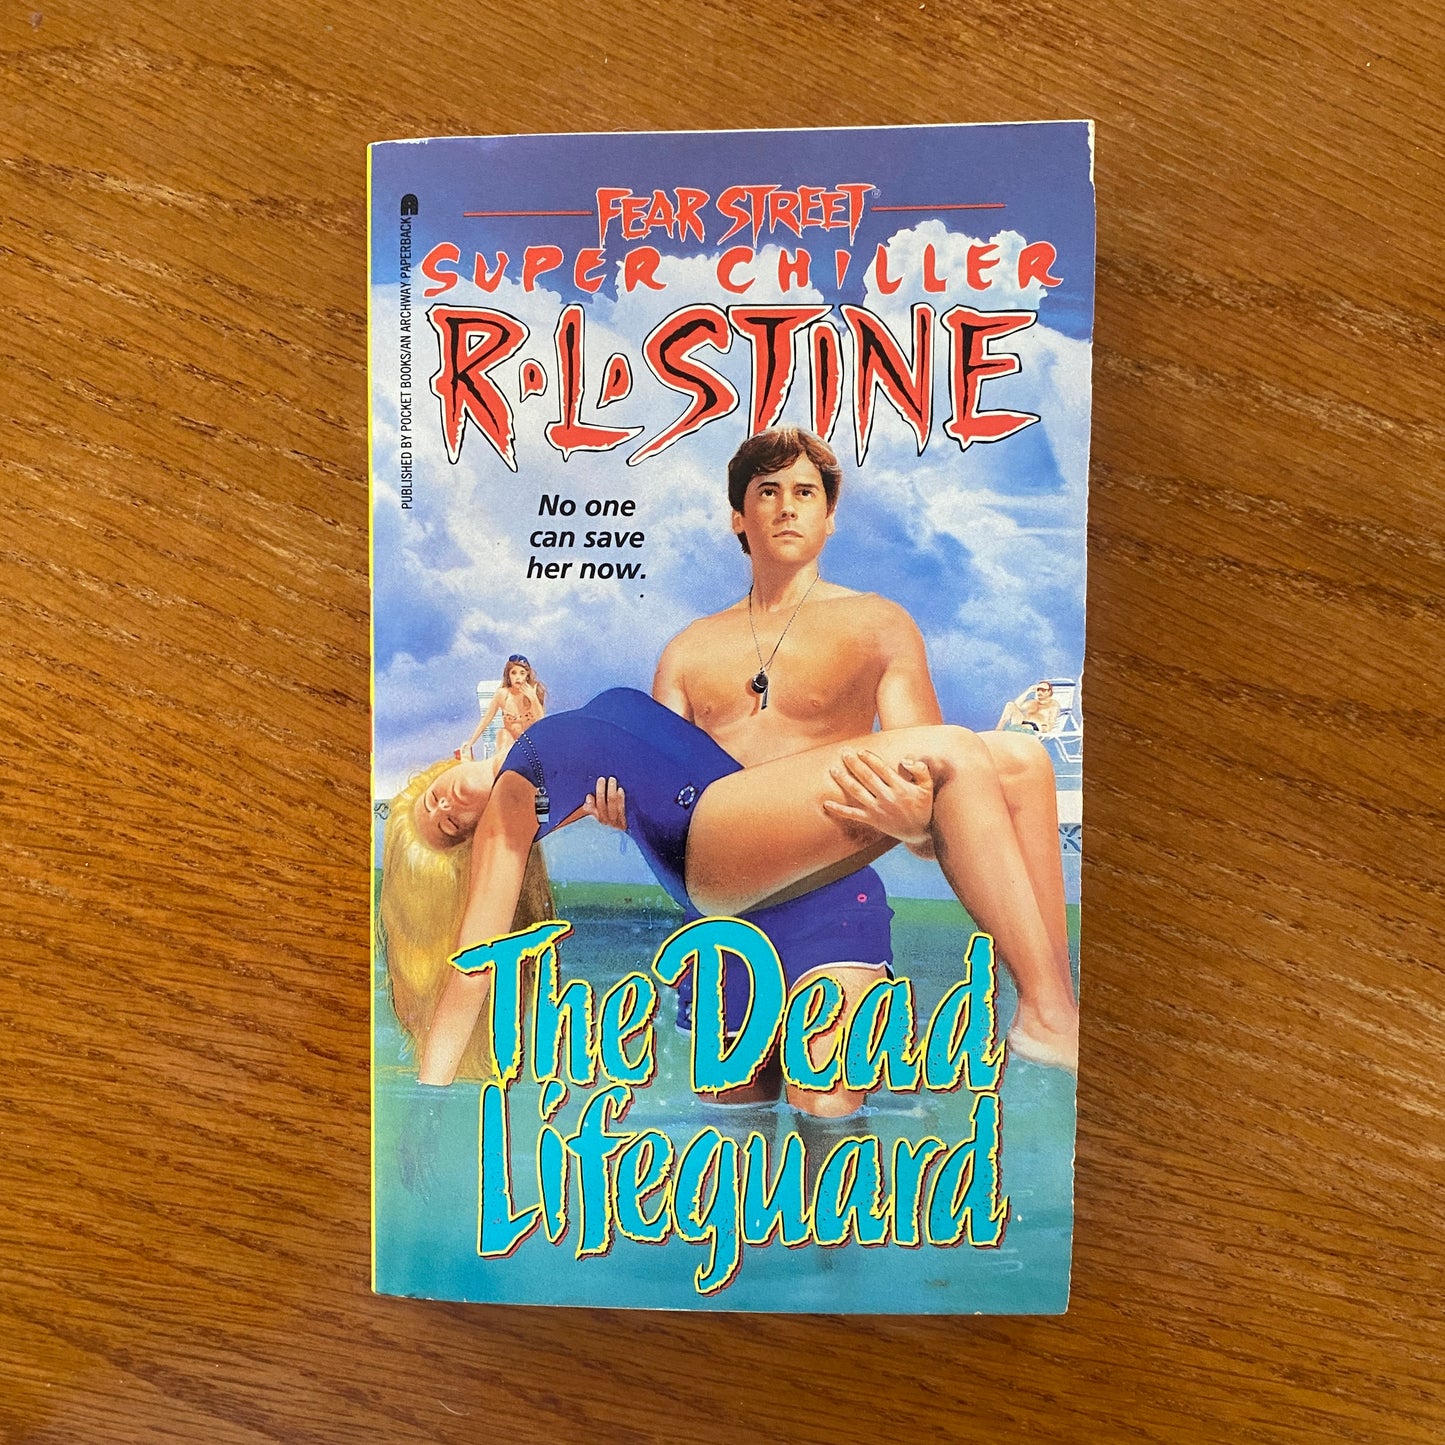 PUBLISHED BY POCKET BOOKS/AN ARCHWAY PAPERBACK
FEAR STREET®
SUPER CHILLER
R•L•STINE
No one
can save
her now.
The Dead
Lifeguard